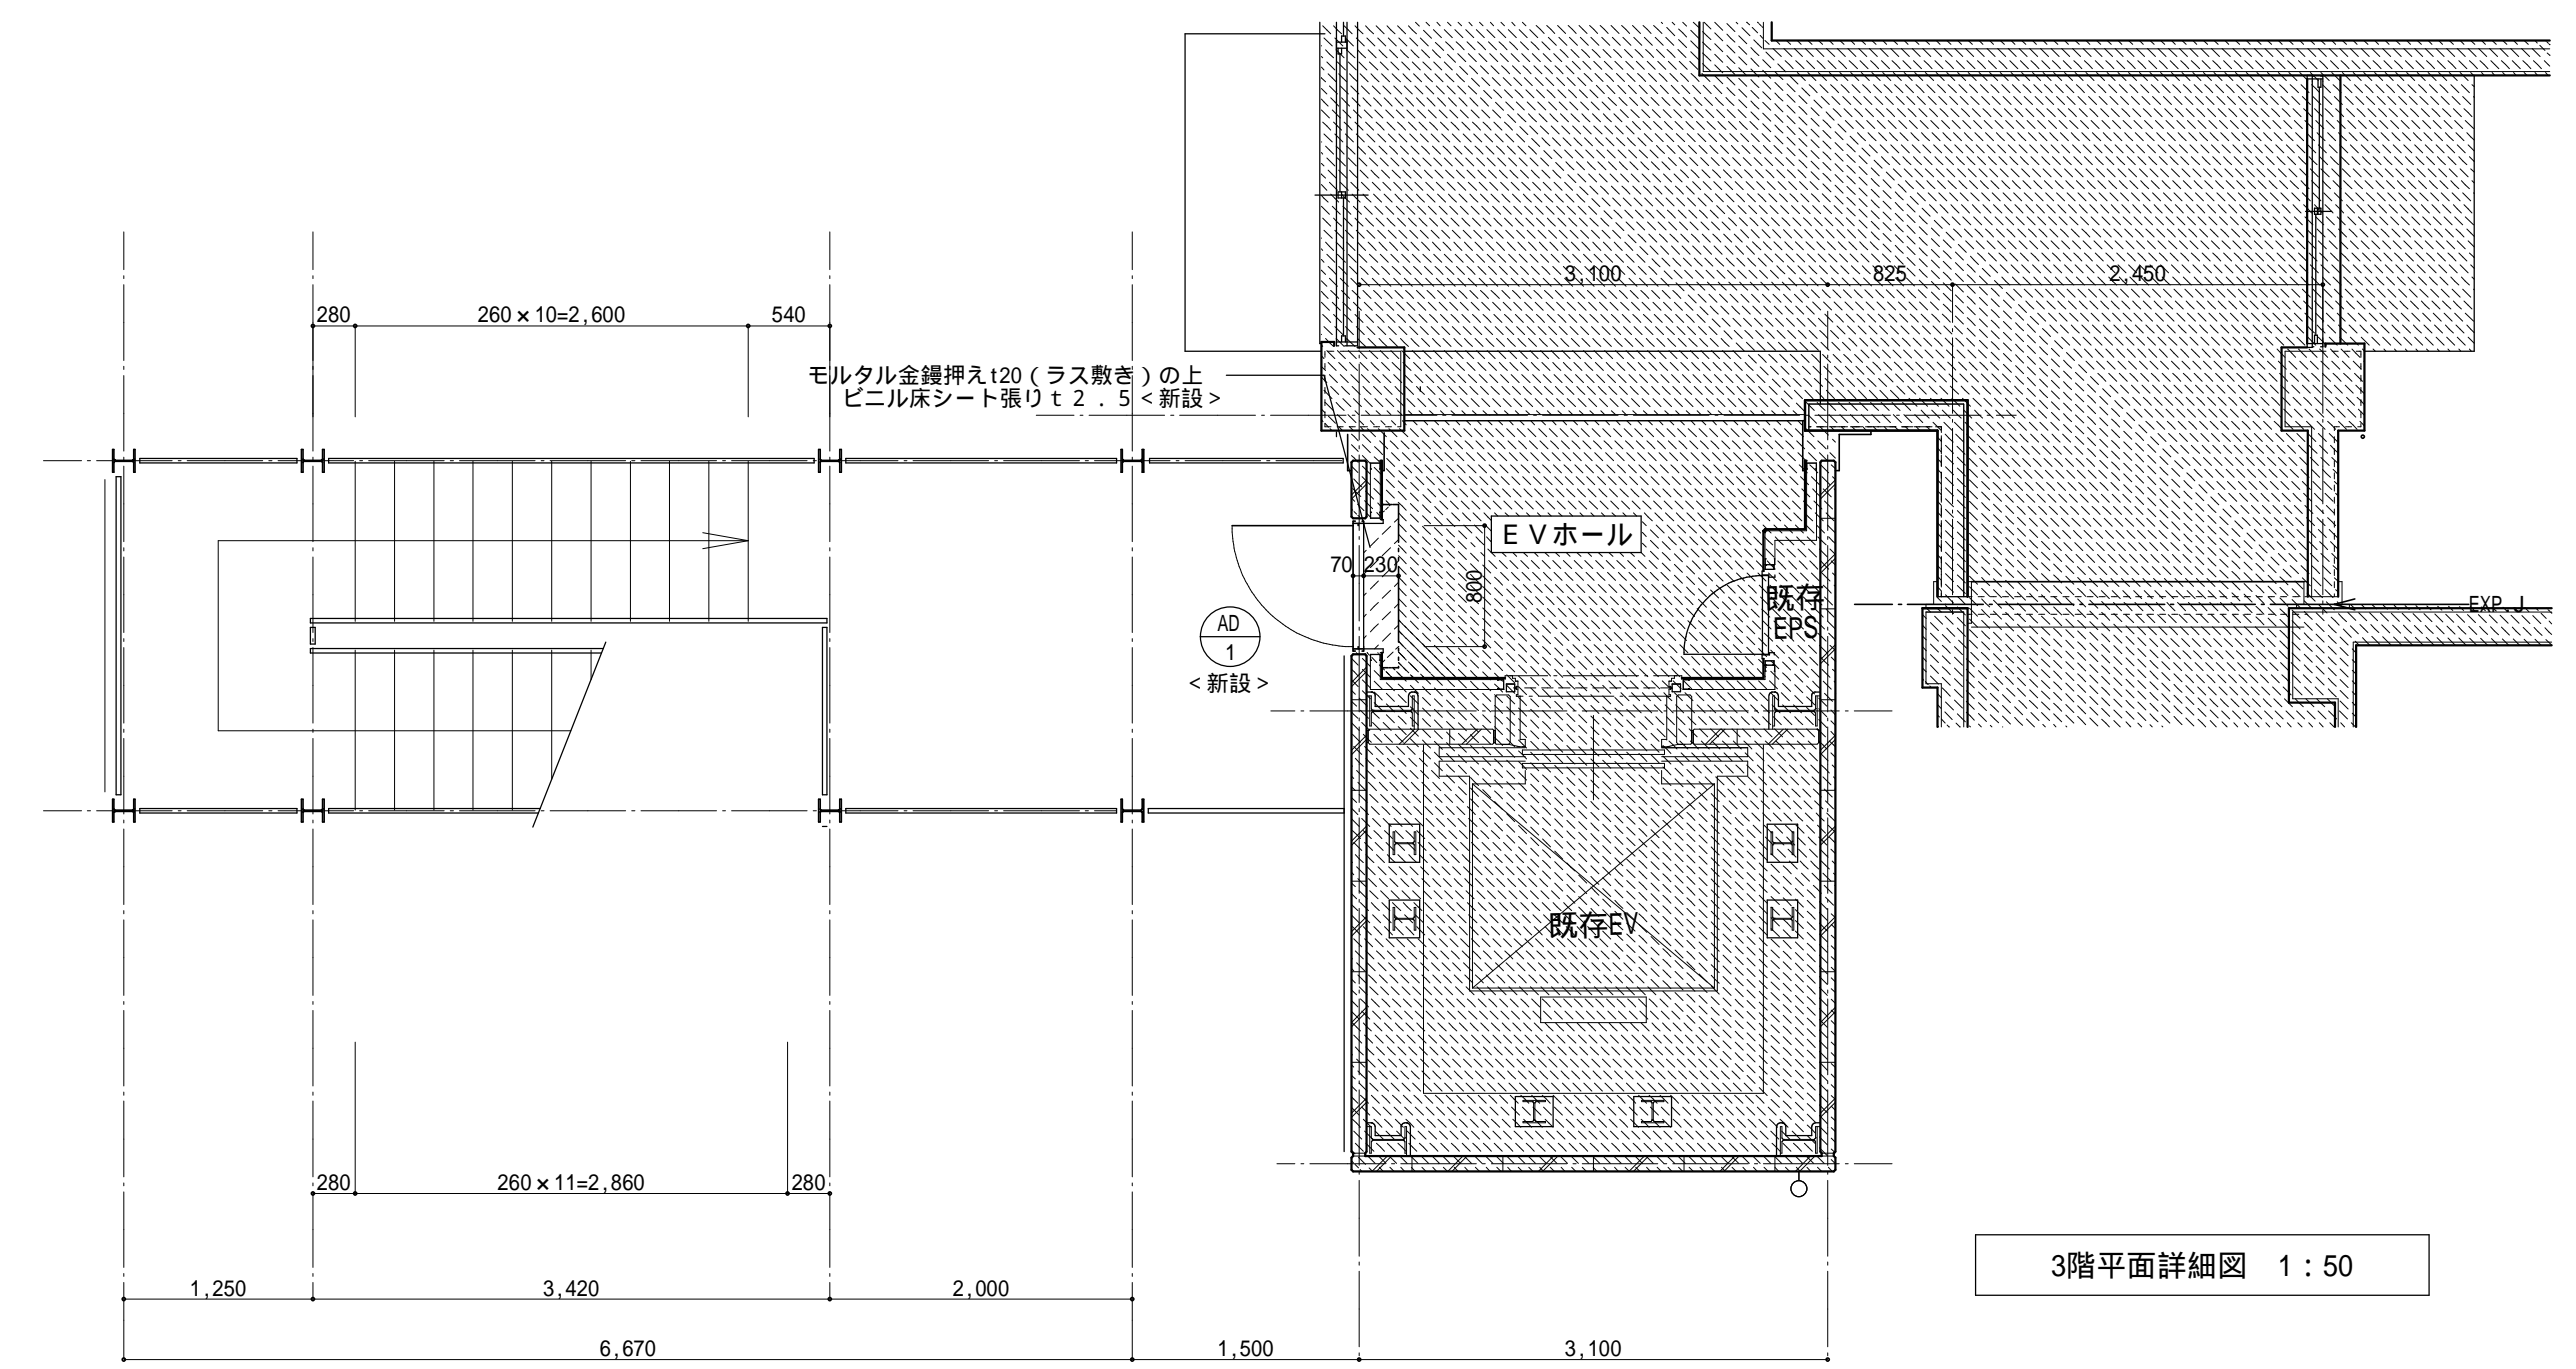 3,100
825
2,450
280
260×10=2,600
540
モルタル金鏝押えt20（ラス敷き）の上
ビニル床シート張りｔ２．５＜新設＞
ＥＶホール
70
230
800
既存
EPS
EXP.J
AD
1
＜新設＞
既存EV
280
260×11=2,860
280
3階平面詳細図　1：50
1,250
3,420
2,000
6,670
1,500
3,100